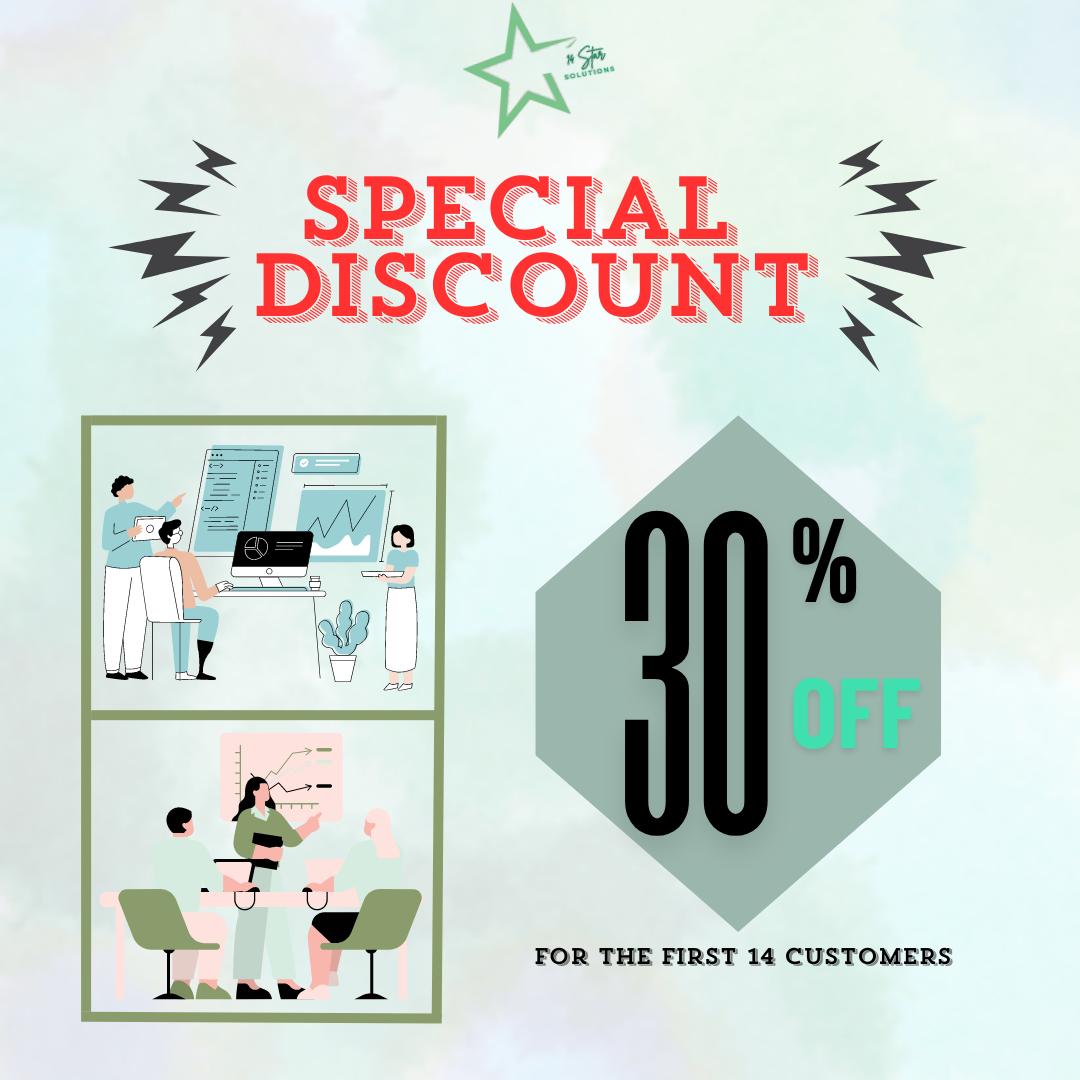 14 Star
SOLUTIONS
SPECIAL
DISCOUNT
30%
OFF
FOR THE FIRST 14 CUSTOMERS